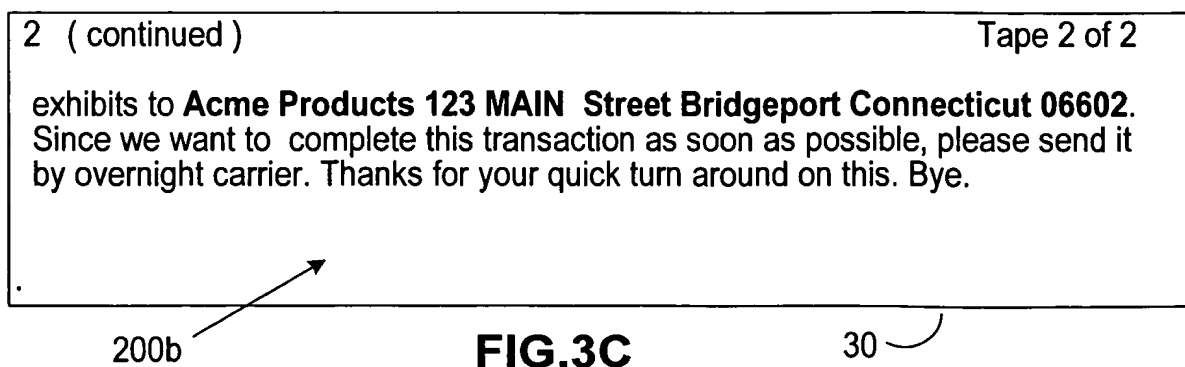 2 ( continued ) Tape 2 of 2
exhibits to Acme Products 123 MAIN Street Bridgeport Connecticut 06602.
Since we want to complete this transaction as soon as possible, please send it
by overnight carrier. Thanks for your quick turn around on this. Bye.
200b FIG.3C 30